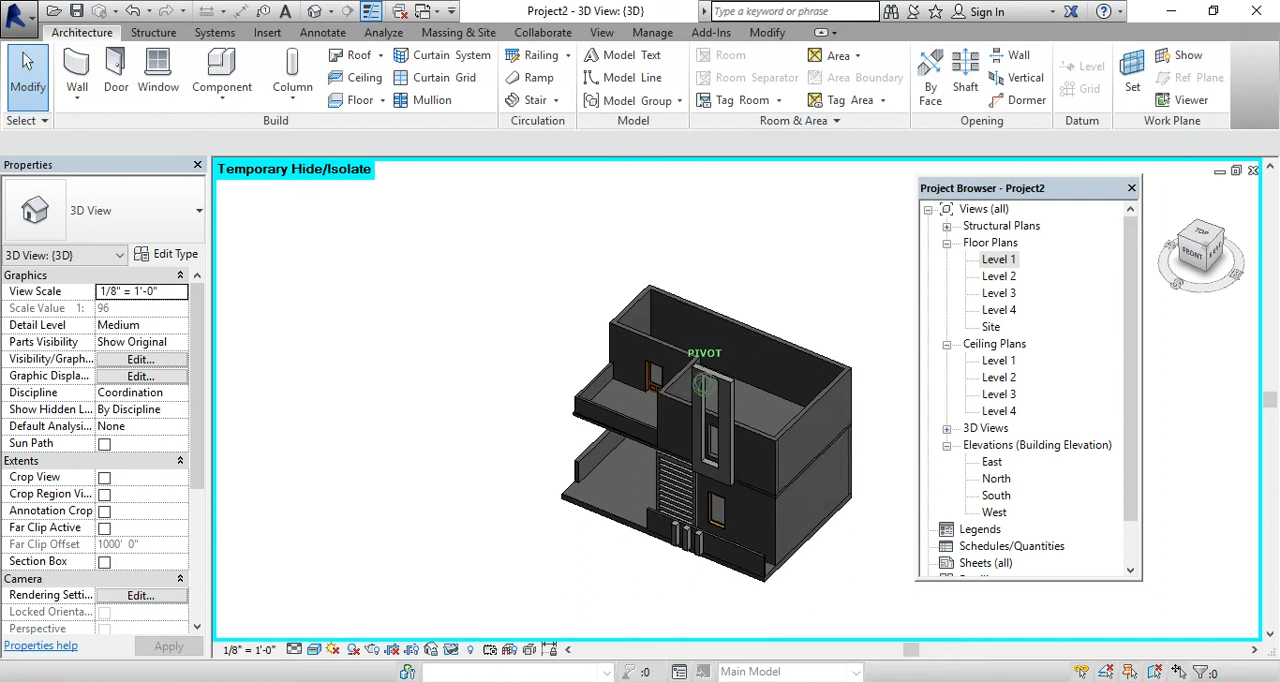 Project2 - 3D View: {3D}
Type a keyword or phrase
Sign In
Architecture Structure Systems Insert Annotate Analyze Massing & Site Collaborate View Manage Add-Ins Modify
Modify
Wall
Door
Window
Component
Column
Roof
Ceiling
Floor
Curtain System
Curtain Grid
Mullion
Railing
Ramp
Stair
Model Text
Model Line
Model Group
Room
Room Separator
Tag Room
Area
Area Boundary
Tag Area
By Face
Shaft
Wall
Vertical
Dormer
Level
Grid
Set
Show
Ref Plane
Viewer
Select Build Circulation Model Room & Area Opening Datum Work Plane
Properties
3D View
3D View: {3D}
Edit Type
Graphics
View Scale 1/8" = 1'-0"
Scale Value 1: 96
Detail Level Medium
Parts Visibility Show Original
Visibility/Graph... Edit...
Graphic Displa... Edit...
Discipline Coordination
Show Hidden L... By Discipline
Default Analysi... None
Sun Path
Extents
Crop View
Crop Region Vi...
Annotation Crop
Far Clip Active
Far Clip Offset 1000' 0"
Section Box
Camera
Rendering Setti... Edit...
Locked Orienta...
Perspective
Properties help
Apply
Temporary Hide/Isolate
PIVOT
Project Browser - Project2
Views (all)
Structural Plans
Floor Plans
Level 1
Level 2
Level 3
Level 4
Site
Ceiling Plans
Level 1
Level 2
Level 3
Level 4
3D Views
Elevations (Building Elevation)
East
North
South
West
Legends
Schedules/Quantities
Sheets (all)
TOP
FRONT
1/8" = 1'-0"
:0
Main Model
:0